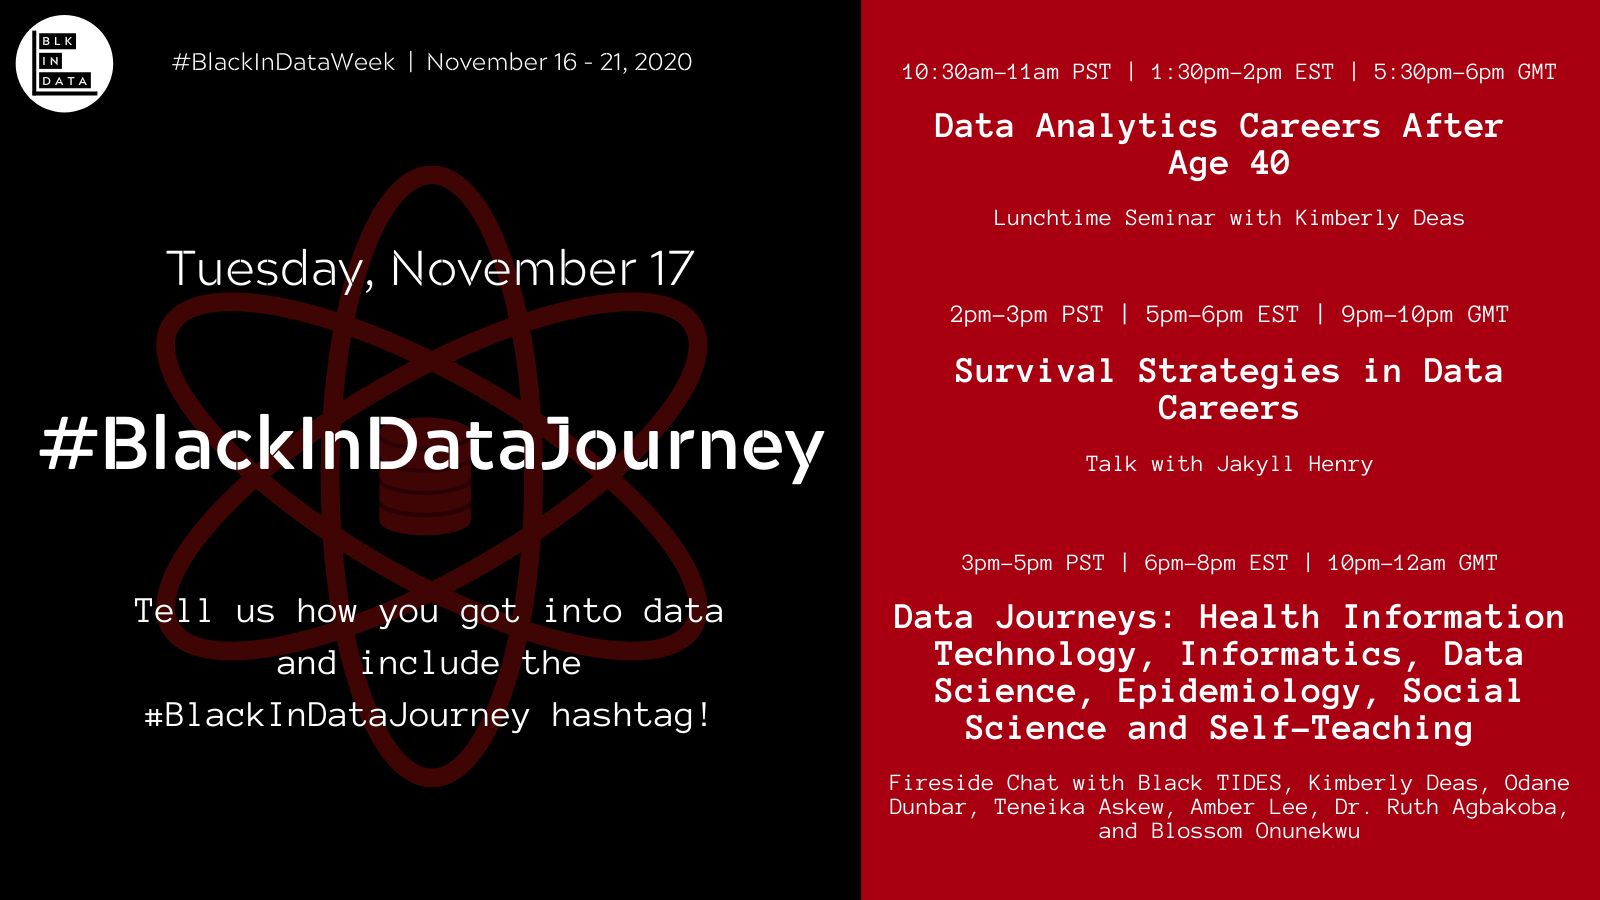 BLK
IN
DATA
#BlackInDataWeek | November 16 - 21, 2020
Tuesday, November 17
#BlackInDataJourney
Tell us how you got into data
and include the
#BlackInDataJourney hashtag!
10:30am-11am PST | 1:30pm-2pm EST | 5:30pm-6pm GMT
Data Analytics Careers After
Age 40
Lunchtime Seminar with Kimberly Deas
2pm-3pm PST | 5pm-6pm EST | 9pm-10pm GMT
Survival Strategies in Data
Careers
Talk with Jakyll Henry
3pm-5pm PST | 6pm-8pm EST | 10pm-12am GMT
Data Journeys: Health Information
Technology, Informatics, Data
Science, Epidemiology, Social
Science and Self-Teaching
Fireside Chat with Black TIDES, Kimberly Deas, Odane
Dunbar, Teneika Askew, Amber Lee, Dr. Ruth Agbakoba,
and Blossom Onunekwu